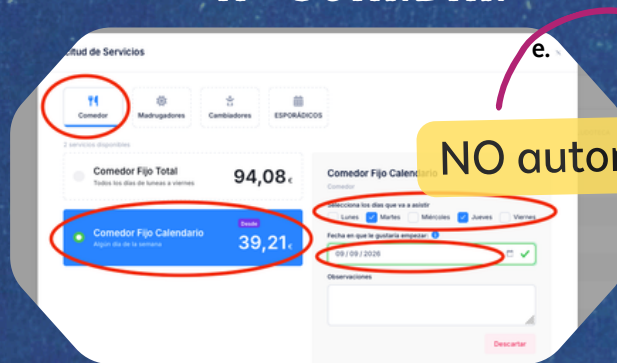 itud de Servicios
e.
Comedor
Madrugadores
Cambiadores
ESPORÁDICOS
2 servicios disponibles
NO autor
Comedor Fijo Total
Todos los días de luneas a viernes
94,08 €
Comedor Fijo Calendario
Comedor
Selecciona los días que va a asistir
Lunes Martes Miércoles Jueves Viernes
Comedor Fijo Calendario
Algún día de la semana
Desde
39,21 €
Fecha en que le gustaría empezar:
09/09/2026
Observaciones
Descartar